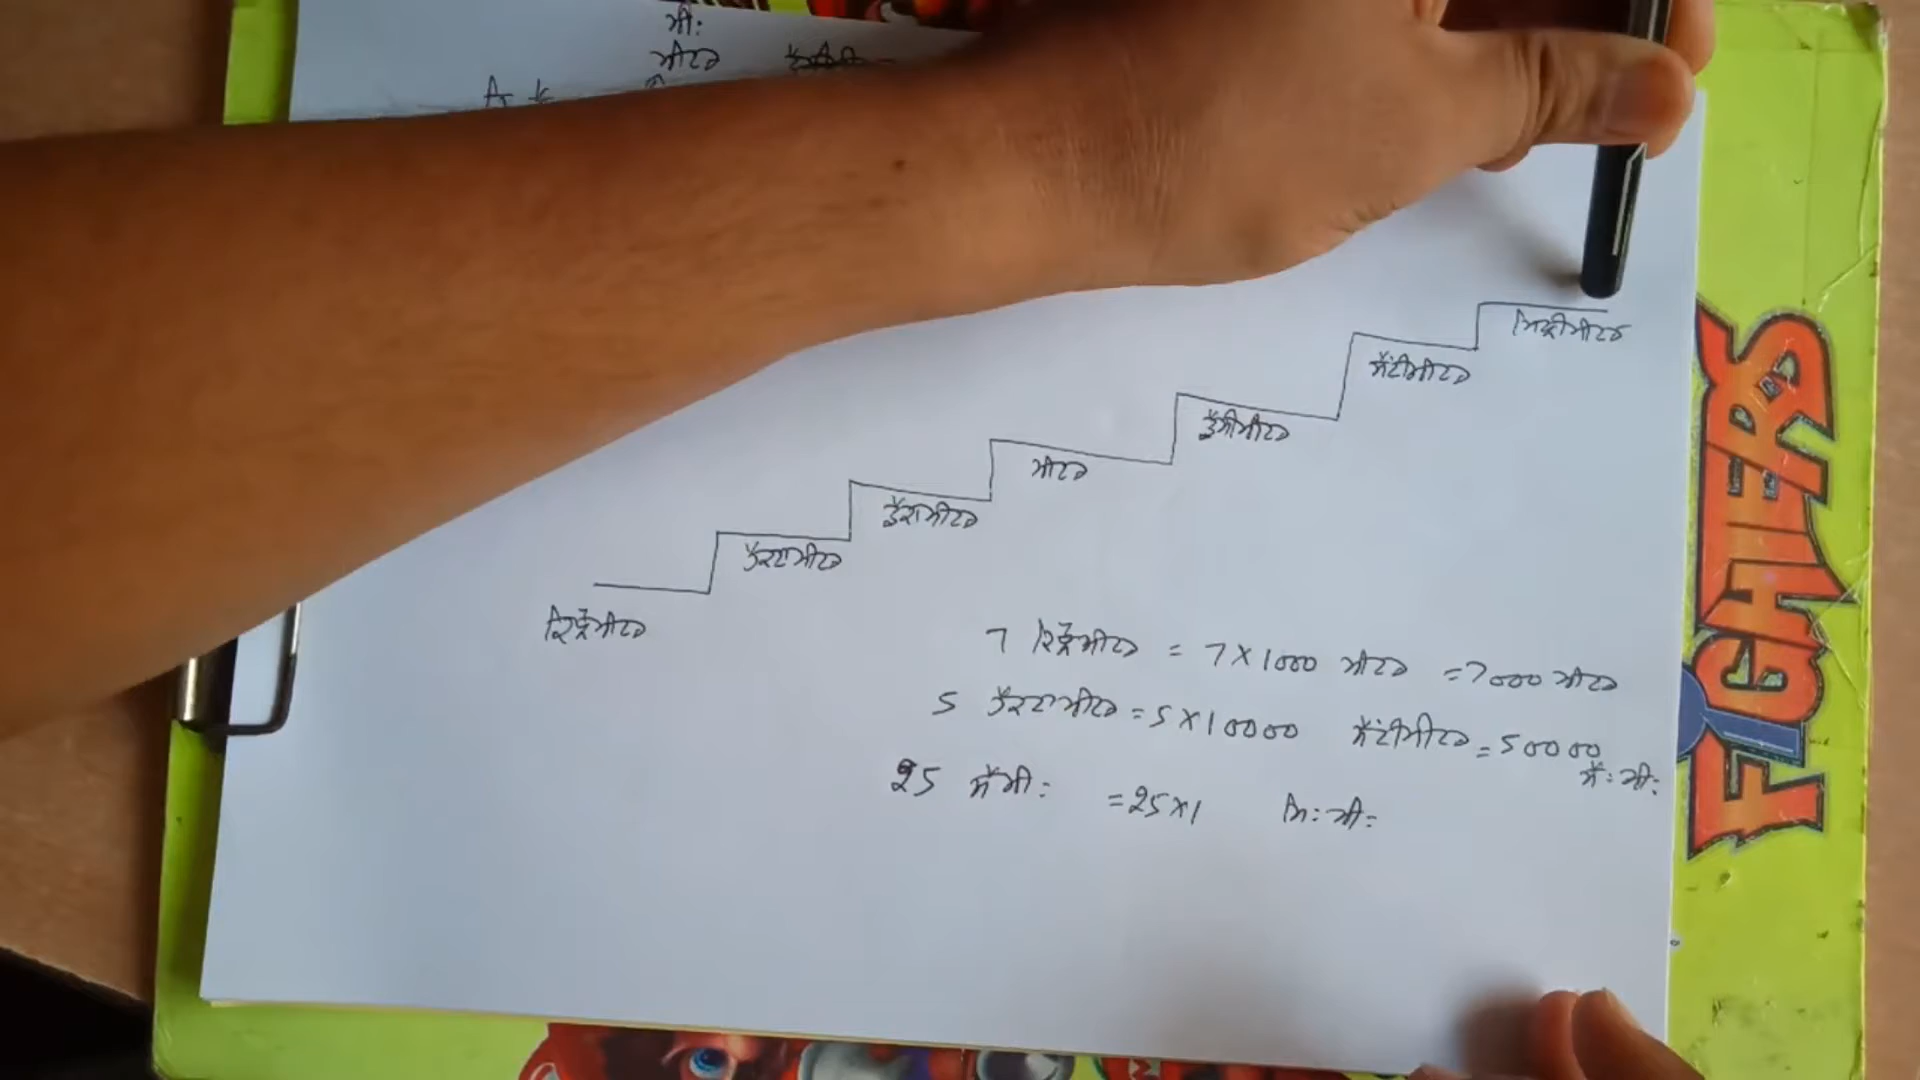 ਮੀ:
ਮੀਟਰ
ਮਿਲੀਮੀਟਰ
ਸੈਂਟੀਮੀਟਰ
ਡੈਸੀਮੀਟਰ
ਮੀਟਰ
ਡੈਕਾਮੀਟਰ
ਹੈਕਟਾਮੀਟਰ
ਕਿਲੋਮੀਟਰ
7 ਕਿਲੋਮੀਟਰ = 7 × 1000 ਮੀਟਰ = 7000 ਮੀਟਰ
5 ਹੈਕਟਾਮੀਟਰ = 5 × 10000 ਸੈਂਟੀਮੀਟਰ = 50000 ਸੈਂ: ਮੀ:
25 ਸੈਂਮੀ: = 25 × 1 ਮਿ: ਮੀ:
FIGHTERS